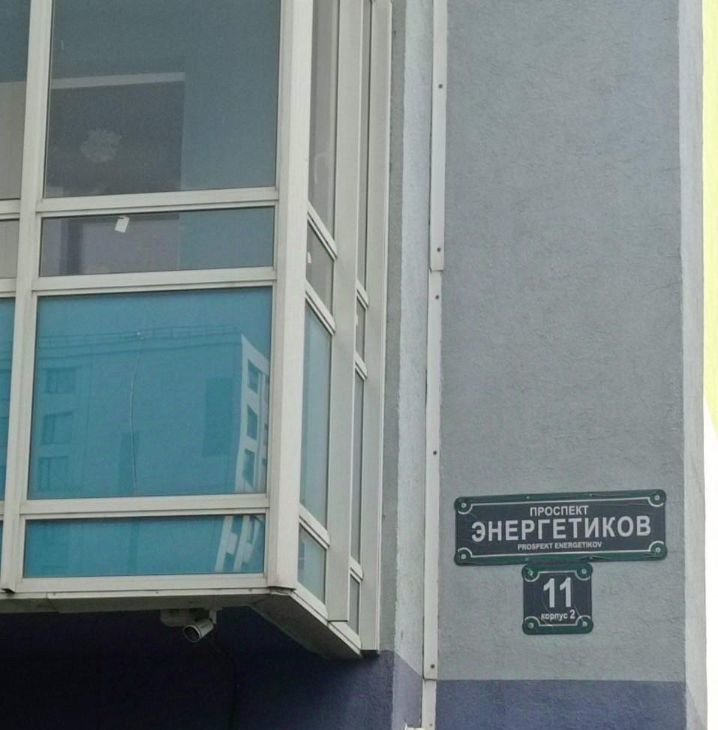 ПРОСПЕКТ
ЭНЕРГЕТИКОВ
PROSPEKT ENERGETIKOV
11
корпус 2